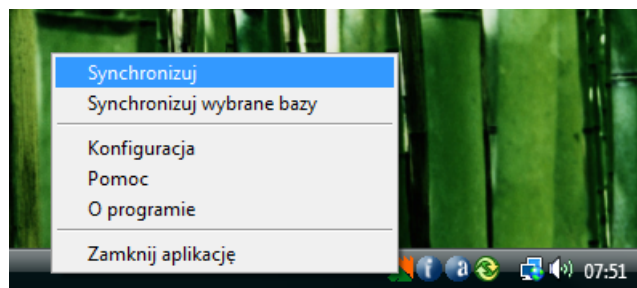 Synchronizuj
Synchronizuj wybrane bazy
Konfiguracja
Pomoc
O programie
Zamknij aplikację
i a 07:51